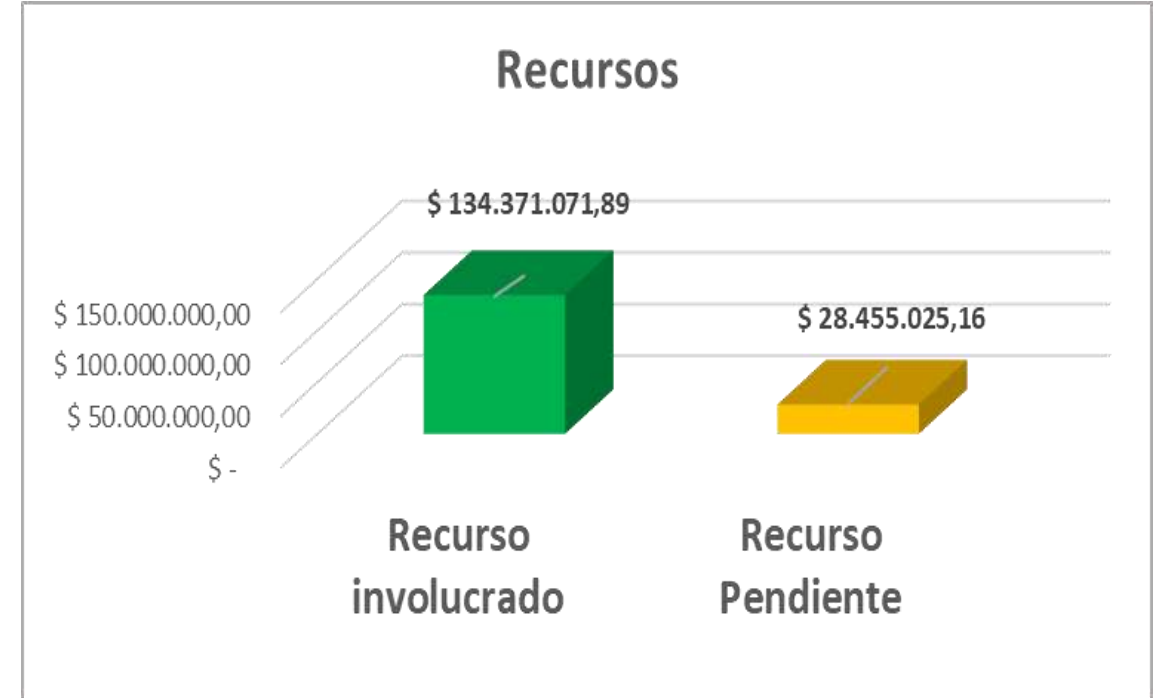 Recursos
$ 134.371.071,89
$ 28.455.025,16
$ 150.000.000,00
$ 100.000.000,00
$ 50.000.000,00
$ -
Recurso
involucrado
Recurso
Pendiente